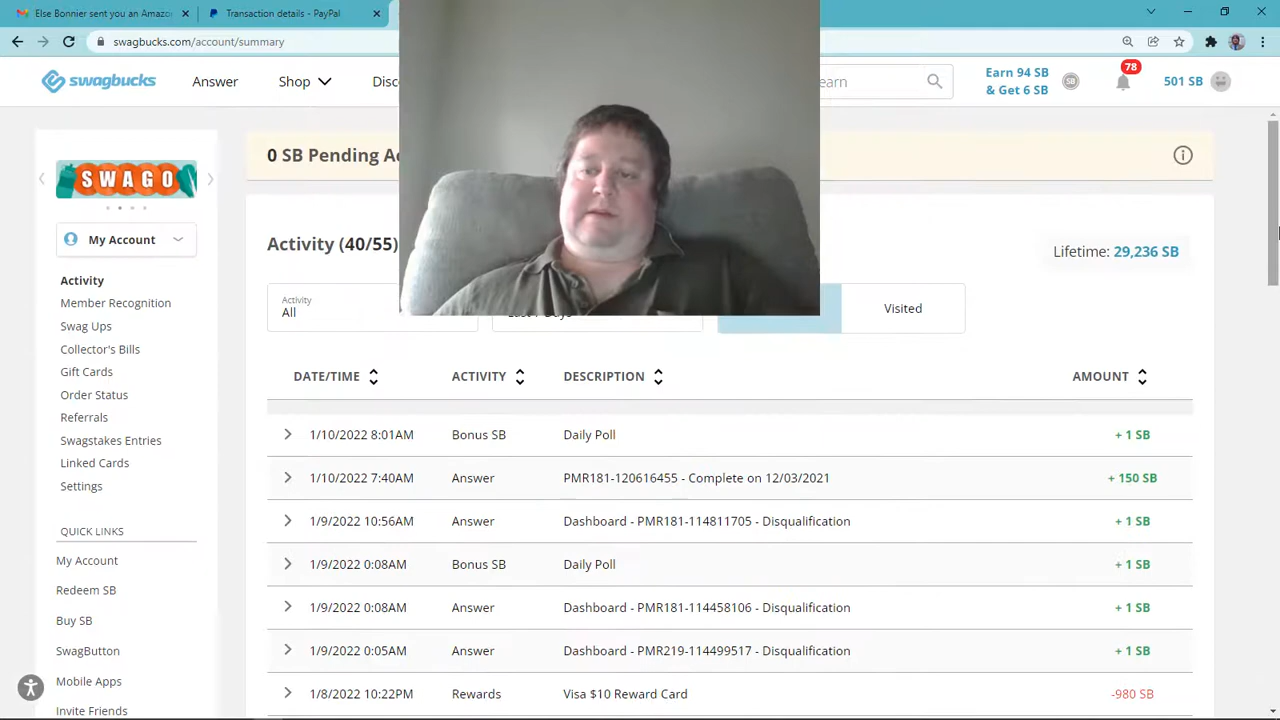 Else Bonnier sent you an Amazo
Transaction details - PayPal
swagbucks.com/account/summary
swagbucks
Answer
Shop
Disc
earn
Earn 94 SB
& Get 6 SB
SB
78
501 SB
SWAGO
0 SB Pending Ac
My Account
Activity (40/55)
Lifetime: 29,236 SB
Activity
All
Visited
Activity
Member Recognition
Swag Ups
Collector's Bills
Gift Cards
Order Status
Referrals
Swagstakes Entries
Linked Cards
Settings
QUICK LINKS
My Account
Redeem SB
Buy SB
SwagButton
Mobile Apps
Invite Friends
DATE/TIME ACTIVITY DESCRIPTION AMOUNT
1/10/2022 8:01AM Bonus SB Daily Poll + 1 SB
1/10/2022 7:40AM Answer PMR181-120616455 - Complete on 12/03/2021 + 150 SB
1/9/2022 10:56AM Answer Dashboard - PMR181-114811705 - Disqualification + 1 SB
1/9/2022 0:08AM Bonus SB Daily Poll + 1 SB
1/9/2022 0:08AM Answer Dashboard - PMR181-114458106 - Disqualification + 1 SB
1/9/2022 0:05AM Answer Dashboard - PMR219-114499517 - Disqualification + 1 SB
1/8/2022 10:22PM Rewards Visa $10 Reward Card -980 SB